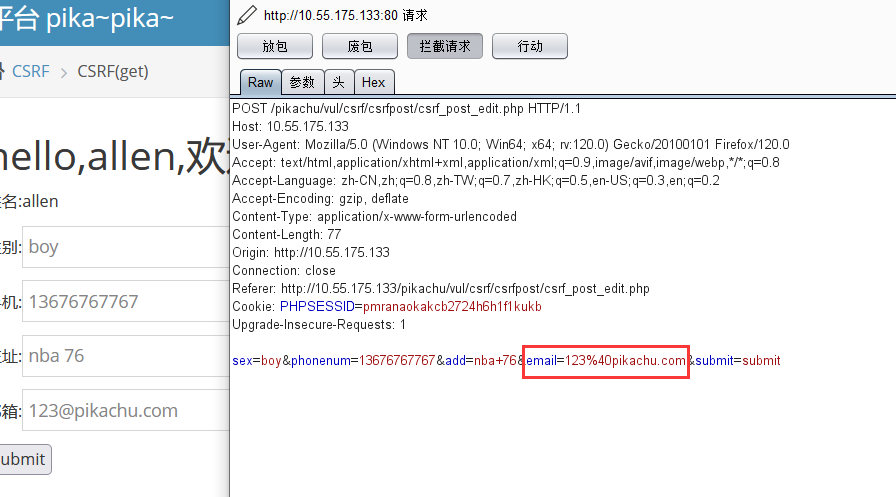 平台 pika~pika~
CSRF > CSRF(get)
hello,allen,欢
名:allen
别: boy
机: 13676767767
址: nba 76
箱: 123@pikachu.com
submit
http://10.55.175.133:80 请求
放包 废包 拦截请求 行动
Raw 参数 头 Hex
POST /pikachu/vul/csrf/csrfpost/csrf_post_edit.php HTTP/1.1
Host: 10.55.175.133
User-Agent: Mozilla/5.0 (Windows NT 10.0; Win64; x64; rv:120.0) Gecko/20100101 Firefox/120.0
Accept: text/html,application/xhtml+xml,application/xml;q=0.9,image/avif,image/webp,*/*;q=0.8
Accept-Language: zh-CN,zh;q=0.8,zh-TW;q=0.7,zh-HK;q=0.5,en-US;q=0.3,en;q=0.2
Accept-Encoding: gzip, deflate
Content-Type: application/x-www-form-urlencoded
Content-Length: 77
Origin: http://10.55.175.133
Connection: close
Referer: http://10.55.175.133/pikachu/vul/csrf/csrfpost/csrf_post_edit.php
Cookie: PHPSESSID=pmranaokakcb2724h6h1f1kukb
Upgrade-Insecure-Requests: 1
sex=boy&phonenum=13676767767&add=nba+76&email=123%40pikachu.com&submit=submit